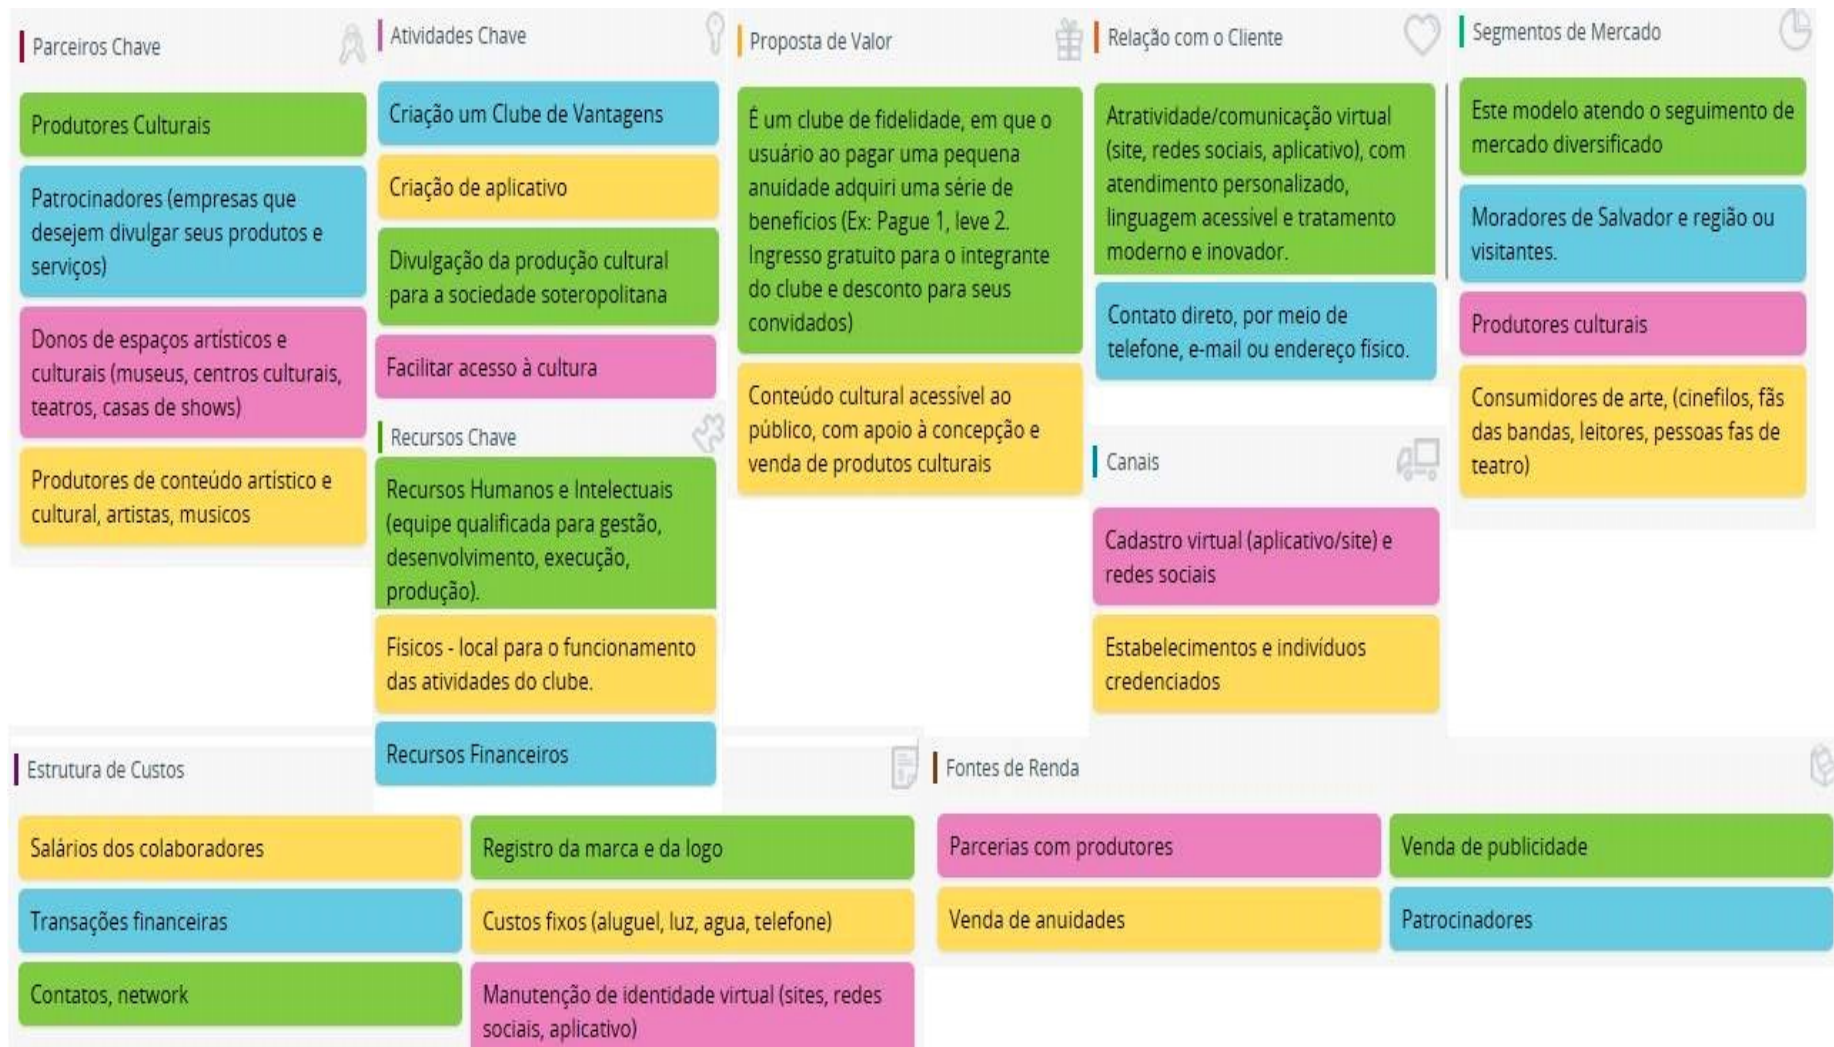 Parceiros Chave
Produtores Culturais
Patrocinadores (empresas que
desejem divulgar seus produtos e
serviços)
Donos de espaços artísticos e
culturais (museus, centros culturais,
teatros, casas de shows)
Produtores de conteúdo artístico e
cultural, artistas, musicos
Atividades Chave
Criação um Clube de Vantagens
Criação de aplicativo
Divulgação da produção cultural
para a sociedade soteropolitana
Facilitar acesso à cultura
Recursos Chave
Recursos Humanos e Intelectuais
(equipe qualificada para gestão,
desenvolvimento, execução,
produção).
Físicos - local para o funcionamento
das atividades do clube.
Recursos Financeiros
Proposta de Valor
É um clube de fidelidade, em que o
usuário ao pagar uma pequena
anuidade adquiri uma série de
benefícios (Ex: Pague 1, leve 2.
Ingresso gratuito para o integrante
do clube e desconto para seus
convidados)
Conteúdo cultural acessível ao
público, com apoio à concepção e
venda de produtos culturais
Relação com o Cliente
Atratividade/comunicação virtual
(site, redes sociais, aplicativo), com
atendimento personalizado,
linguagem acessível e tratamento
moderno e inovador.
Contato direto, por meio de
telefone, e-mail ou endereço físico.
Canais
Cadastro virtual (aplicativo/site) e
redes sociais
Estabelecimentos e indivíduos
credenciados
Segmentos de Mercado
Este modelo atendo o seguimento de
mercado diversificado
Moradores de Salvador e região ou
visitantes.
Produtores culturais
Consumidores de arte, (cinefilos, fãs
das bandas, leitores, pessoas fas de
teatro)
Estrutura de Custos
Salários dos colaboradores
Transações financeiras
Contatos, network
Registro da marca e da logo
Custos fixos (aluguel, luz, agua, telefone)
Manutenção de identidade virtual (sites, redes
sociais, aplicativo)
Fontes de Renda
Parcerias com produtores
Venda de anuidades
Venda de publicidade
Patrocinadores